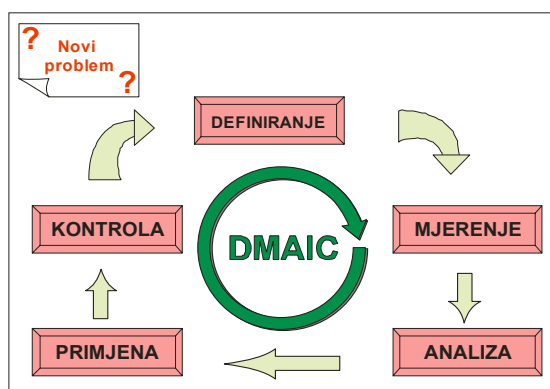 ?
Novi
problem
?
DEFINIRANJE
KONTROLA
MJERENJE
DMAIC
PRIMJENA
ANALIZA